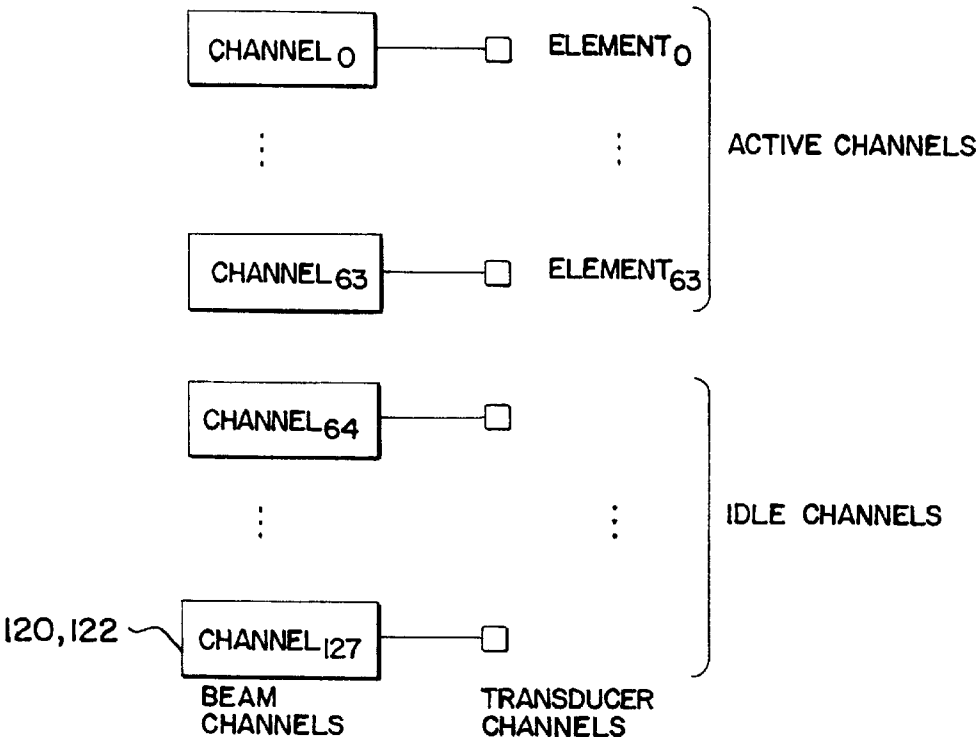 CHANNEL0 ELEMENT0
ACTIVE CHANNELS
CHANNEL63 ELEMENT63
CHANNEL64
IDLE CHANNELS
120,122 CHANNEL127
BEAM CHANNELS
TRANSDUCER CHANNELS